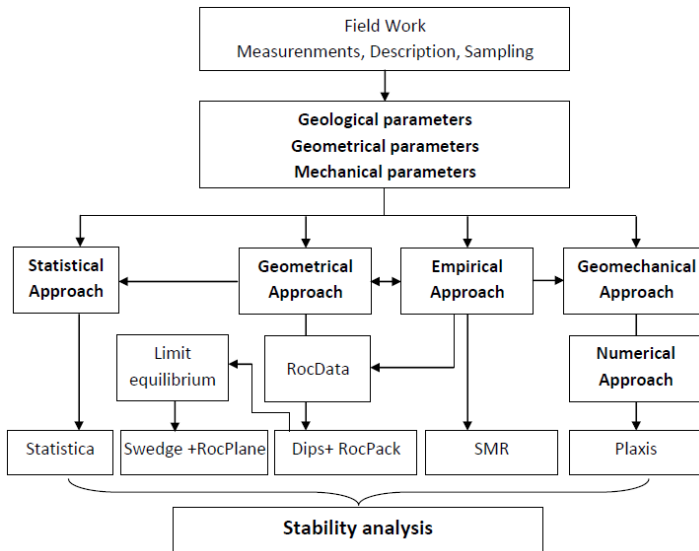 Field Work
Measurenments, Description, Sampling
Geological parameters
Geometrical parameters
Mechanical parameters
Statistical
Approach
Geometrical
Approach
Empirical
Approach
Geomechanical
Approach
Limit
equilibrium
RocData
Numerical
Approach
Statistica
Swedge +RocPlane
Dips+ RocPack
SMR
Plaxis
Stability analysis